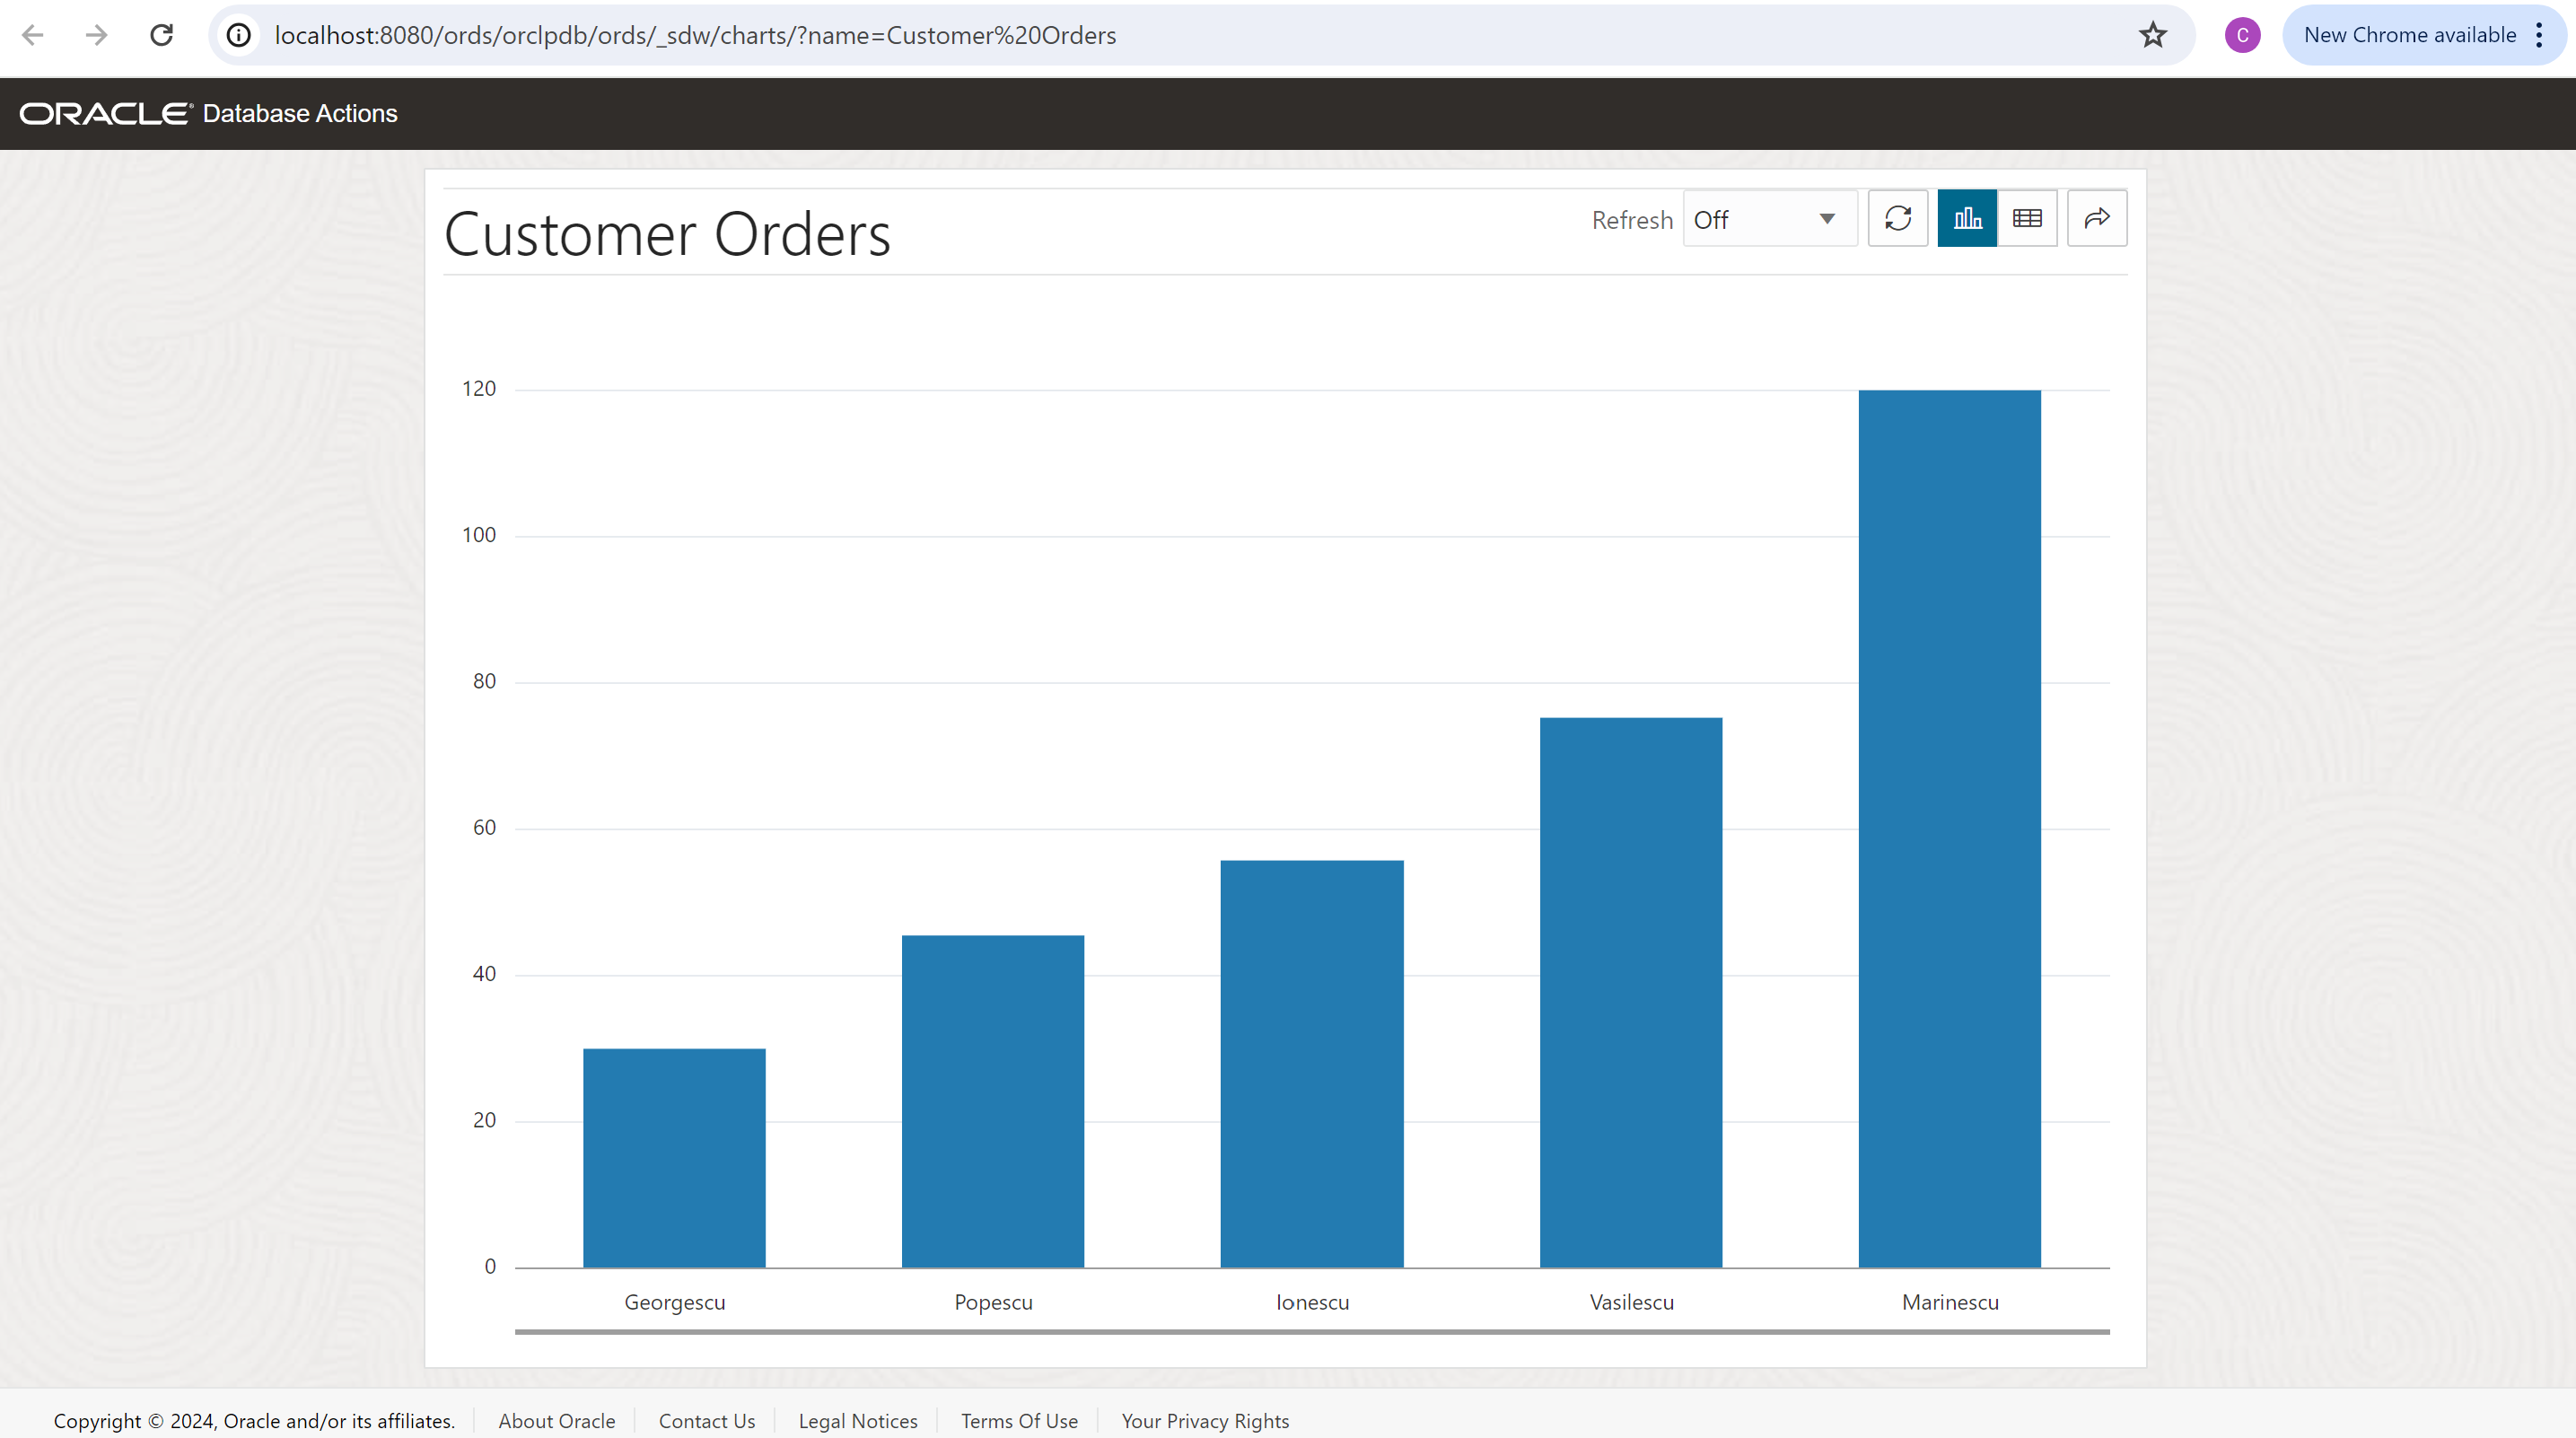 localhost:8080/ords/orclpdb/ords/_sdw/charts/?name=Customer%20Orders
C
New Chrome available
ORACLE® Database Actions
Customer Orders
Refresh Off
120
100
80
60
40
20
0
Georgescu Popescu Ionescu Vasilescu Marinescu
Copyright © 2024, Oracle and/or its affiliates. About Oracle Contact Us Legal Notices Terms Of Use Your Privacy Rights